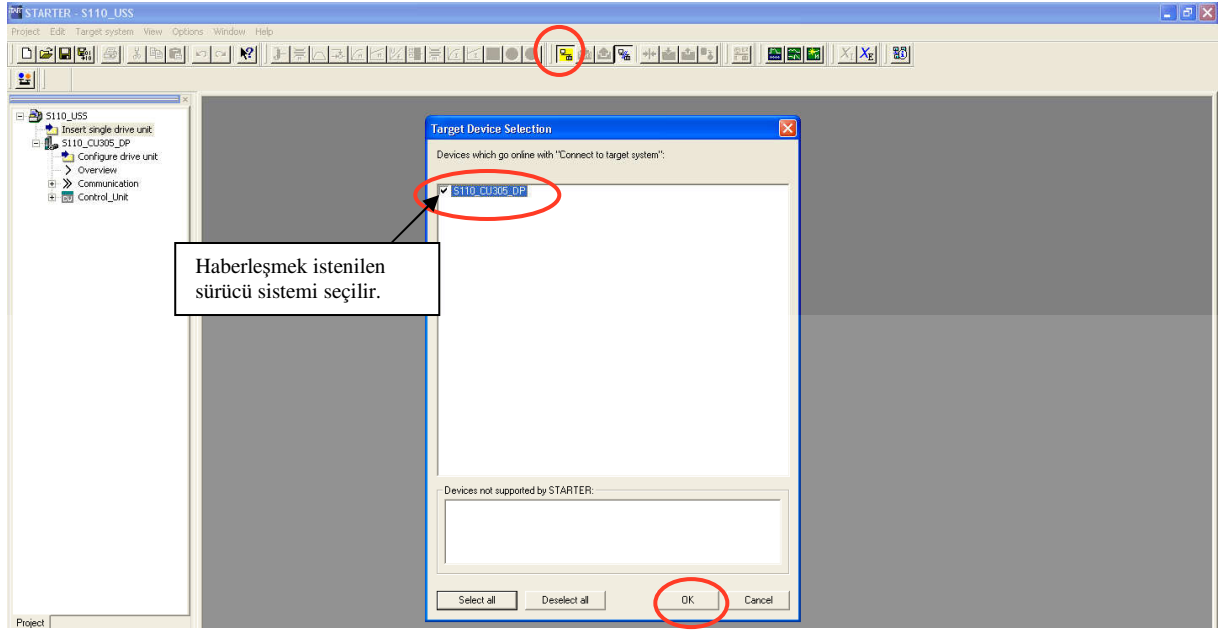 STARTER - S110_USS
Project Edit Target system View Options Window Help
S110_USS
Insert single drive unit
S110_CU305_DP
Configure drive unit
Overview
Communication
Control_Unit
Target Device Selection
Devices which go online with "Connect to target system":
S110_CU305_DP
Haberleşmek istenilen
sürücü sistemi seçilir.
Devices not supported by STARTER:
Select all Deselect all OK Cancel
Project